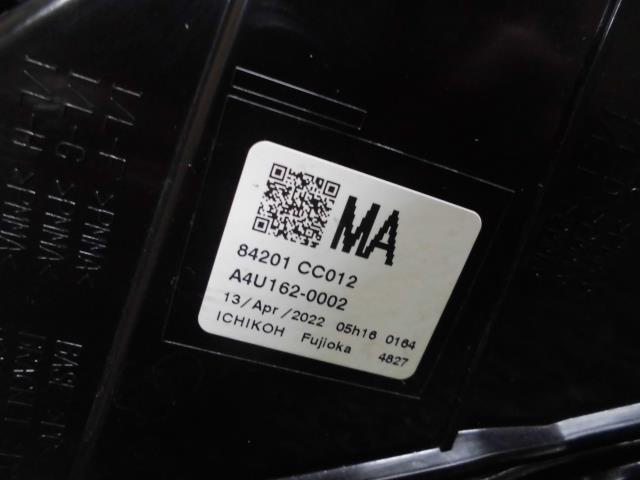 MA
84201 CC012
A4U162-0002
13/Apr/2022 05h16 0164
ICHIKOH Fujioka 4827